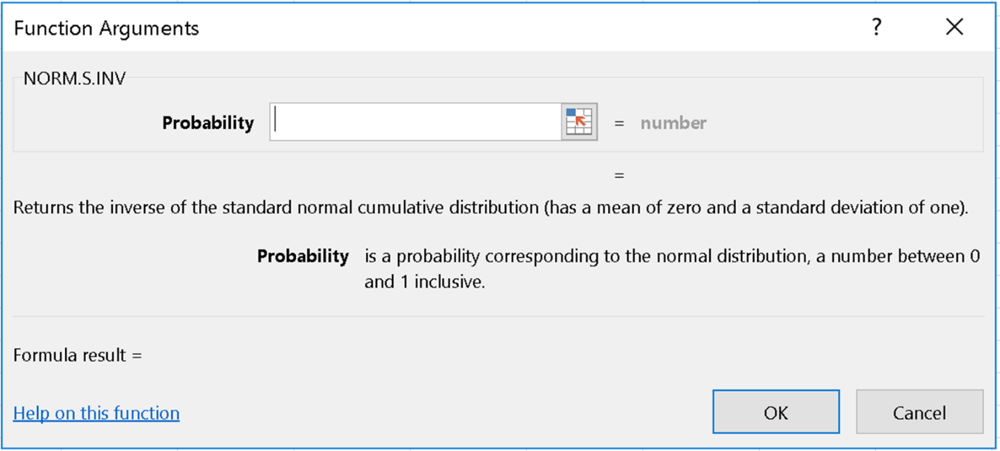 Function Arguments ? ×
NORM.S.INV
Probability = number
=
Returns the inverse of the standard normal cumulative distribution (has a mean of zero and a standard deviation of one).
Probability is a probability corresponding to the normal distribution, a number between 0
and 1 inclusive.
Formula result =
Help on this function OK Cancel